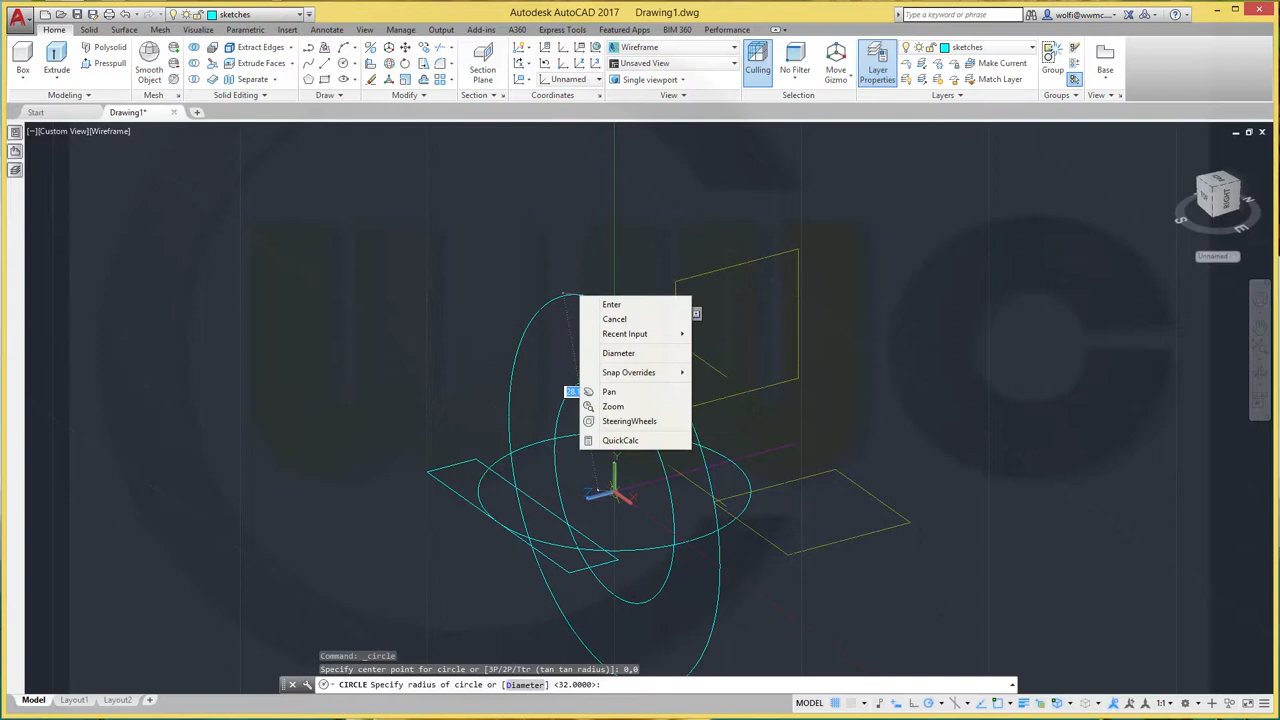 Autodesk AutoCAD 2017 Drawing1.dwg
sketches
Type a keyword or phrase
wolfi@wwmc...
Home Solid Surface Mesh Visualize Parametric Insert View Manage Output Add-ins A360 Express Tools Featured Apps BIM 360 Performance
Box
Extrude
Polysolid
Presspull
Smooth
Object
Extract Edges
Extrude Faces
Separate
Section
Plane
Unnamed
Wireframe
Unsaved View
Single viewport
Culling
No Filter
Move
Gizmo
Layer
Properties
sketches
Make Current
Match Layer
Group
Base
Modeling Mesh Solid Editing Draw Modify Section Coordinates View Selection Layers Groups View
Start Drawing1*
[−][Custom View][Wireframe]
TOP
RIGHT
N
S
E
Unnamed
Enter
Cancel
Recent Input
Diameter
Snap Overrides
Pan
Zoom
SteeringWheels
QuickCalc
Y
Z
X
Command: _circle
Specify center point for circle or [3P/2P/Ttr (tan tan radius)]: 0,0
CIRCLE Specify radius of circle or [Diameter] <32.0000>:
Model Layout1 Layout2
MODEL
1:1